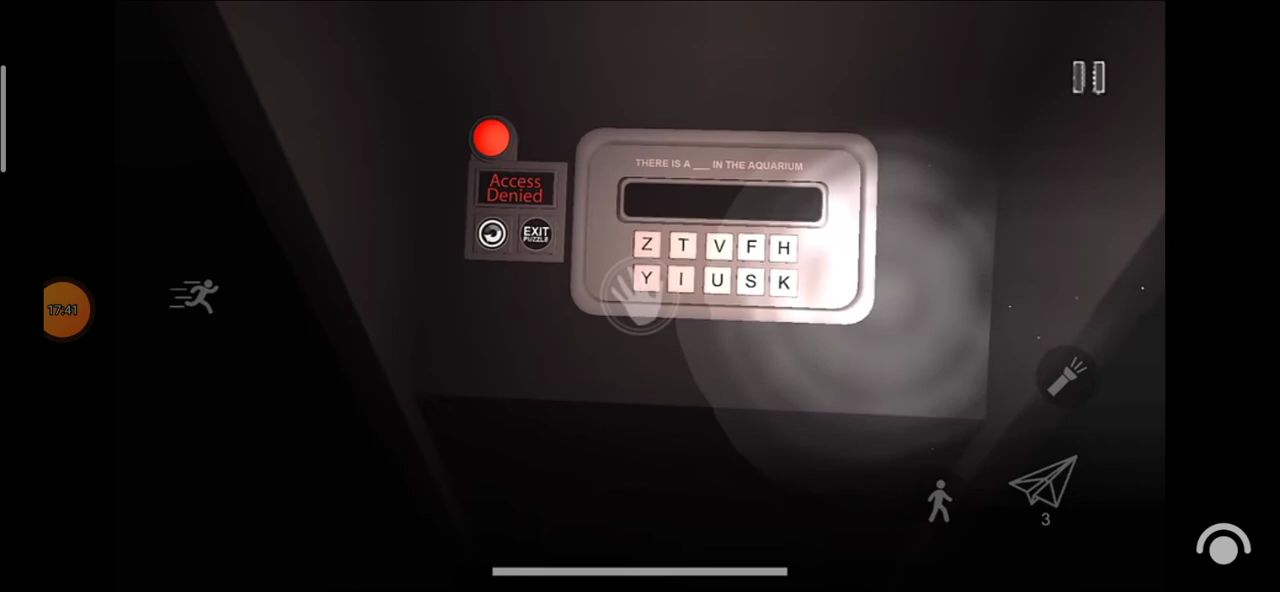 THERE IS A ___ IN THE AQUARIUM
Access
Denied
EXIT
PUZZLE
Z T V F H
Y I U S K
17:41
3